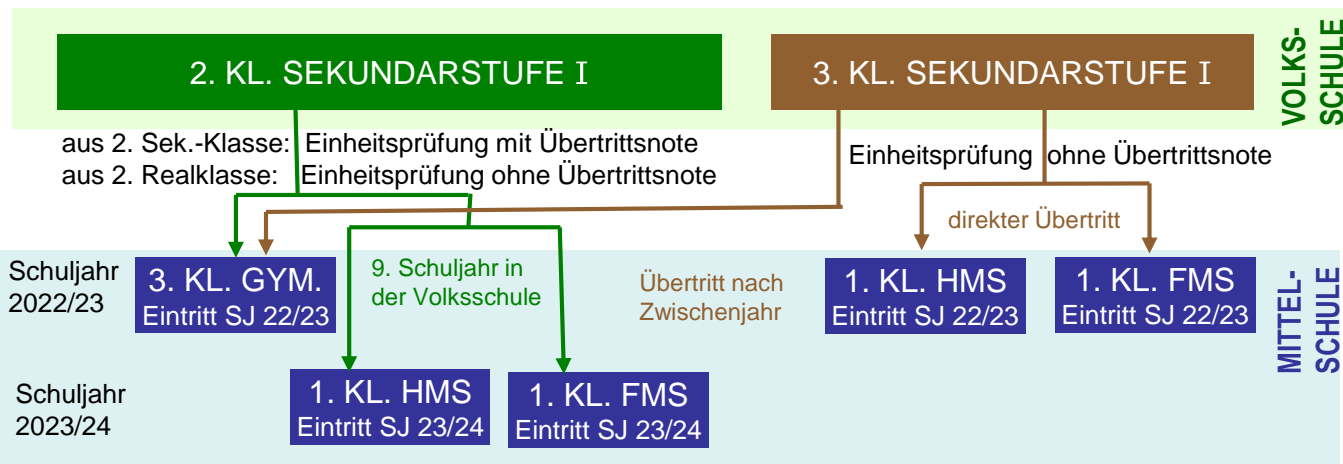 2. KL. SEKUNDARSTUFE I
3. KL. SEKUNDARSTUFE I
VOLKS-
SCHULE
aus 2. Sek.-Klasse: Einheitsprüfung mit Übertrittsnote
aus 2. Realklasse: Einheitsprüfung ohne Übertrittsnote
Einheitsprüfung ohne Übertrittsnote
direkter Übertritt
Schuljahr
2022/23
3. KL. GYM.
Eintritt SJ 22/23
9. Schuljahr in
der Volksschule
Übertritt nach
Zwischenjahr
1. KL. HMS
Eintritt SJ 22/23
1. KL. FMS
Eintritt SJ 22/23
MITTEL-
SCHULE
Schuljahr
2023/24
1. KL. HMS
Eintritt SJ 23/24
1. KL. FMS
Eintritt SJ 23/24